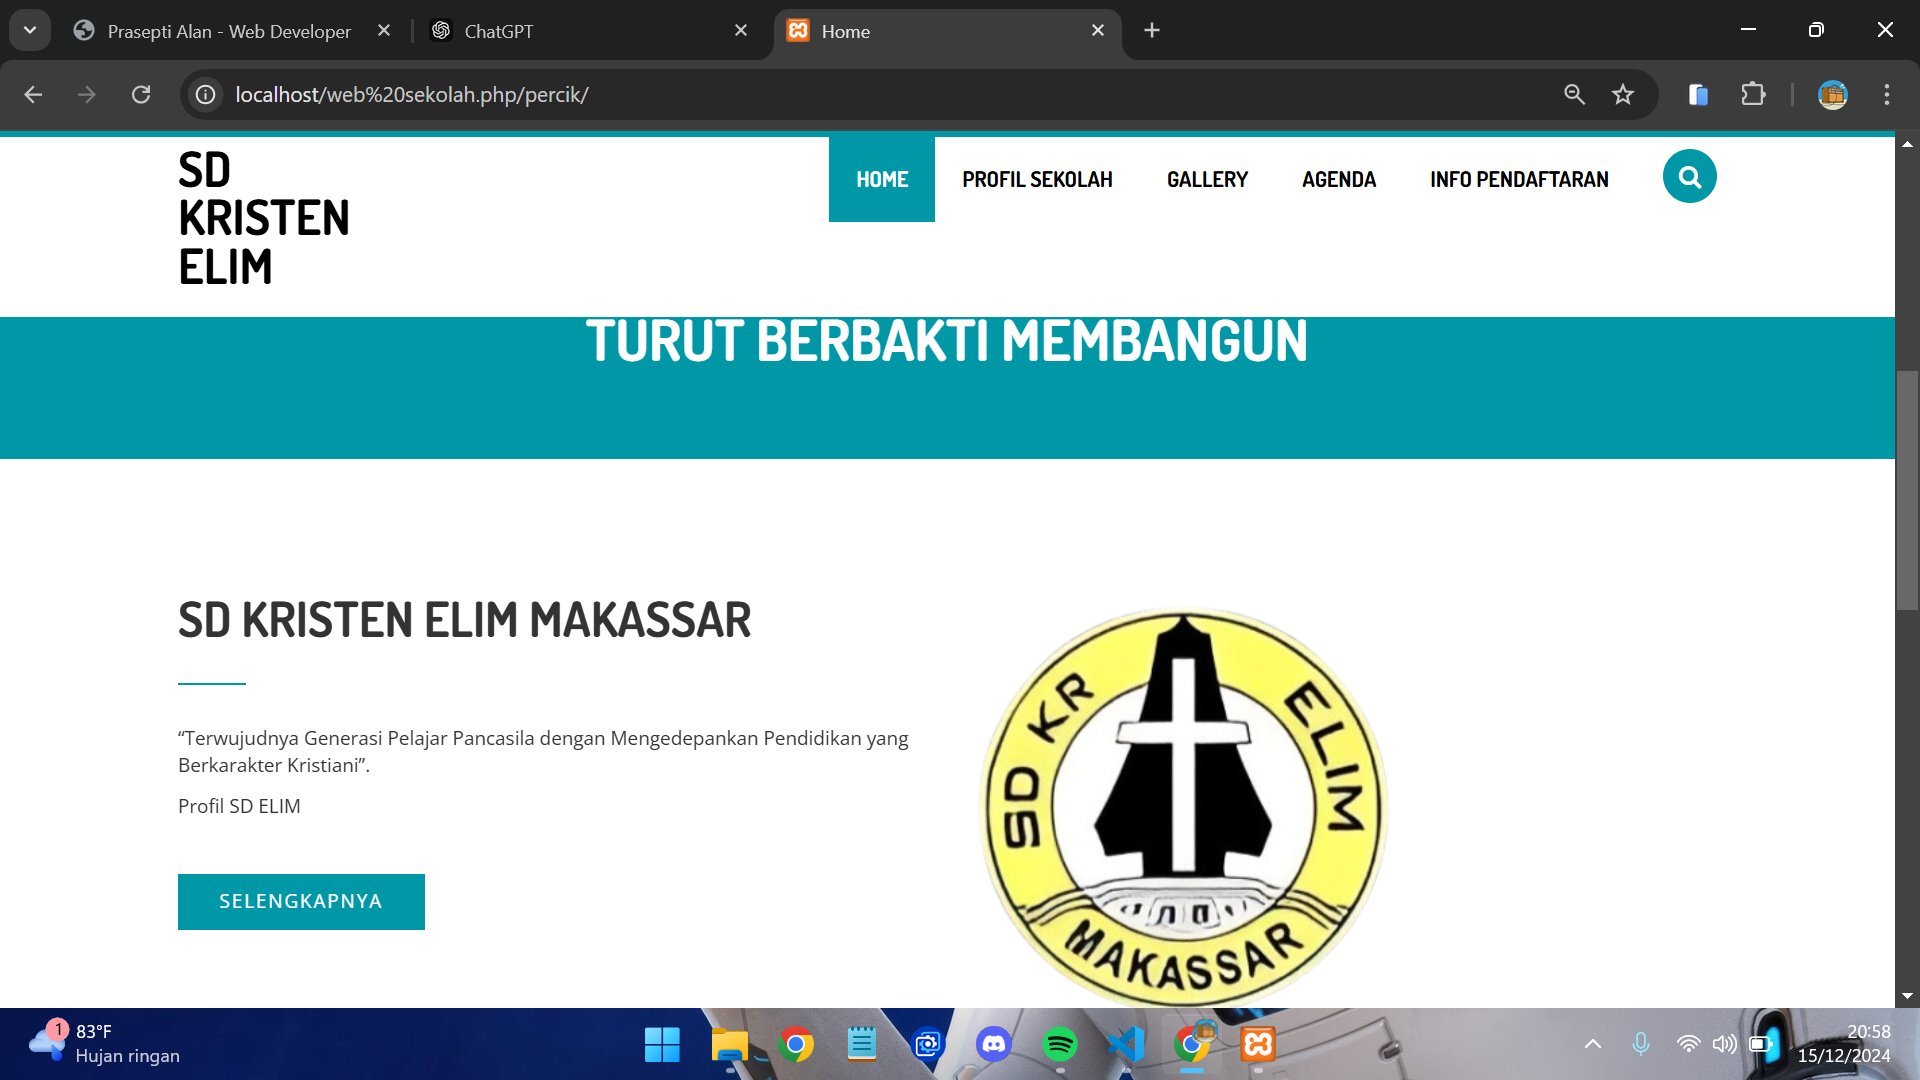 Prasepti Alan - Web Developer
ChatGPT
Home
localhost/web%20sekolah.php/percik/
SD
KRISTEN
ELIM
HOME
PROFIL SEKOLAH
GALLERY
AGENDA
INFO PENDAFTARAN
TURUT BERBAKTI MEMBANGUN
SD KRISTEN ELIM MAKASSAR
“Terwujudnya Generasi Pelajar Pancasila dengan Mengedepankan Pendidikan yang
Berkarakter Kristiani”.
Profil SD ELIM
SELENGKAPNYA
SD KR ELIM
MAKASSAR
1
83°F
Hujan ringan
20:58
15/12/2024